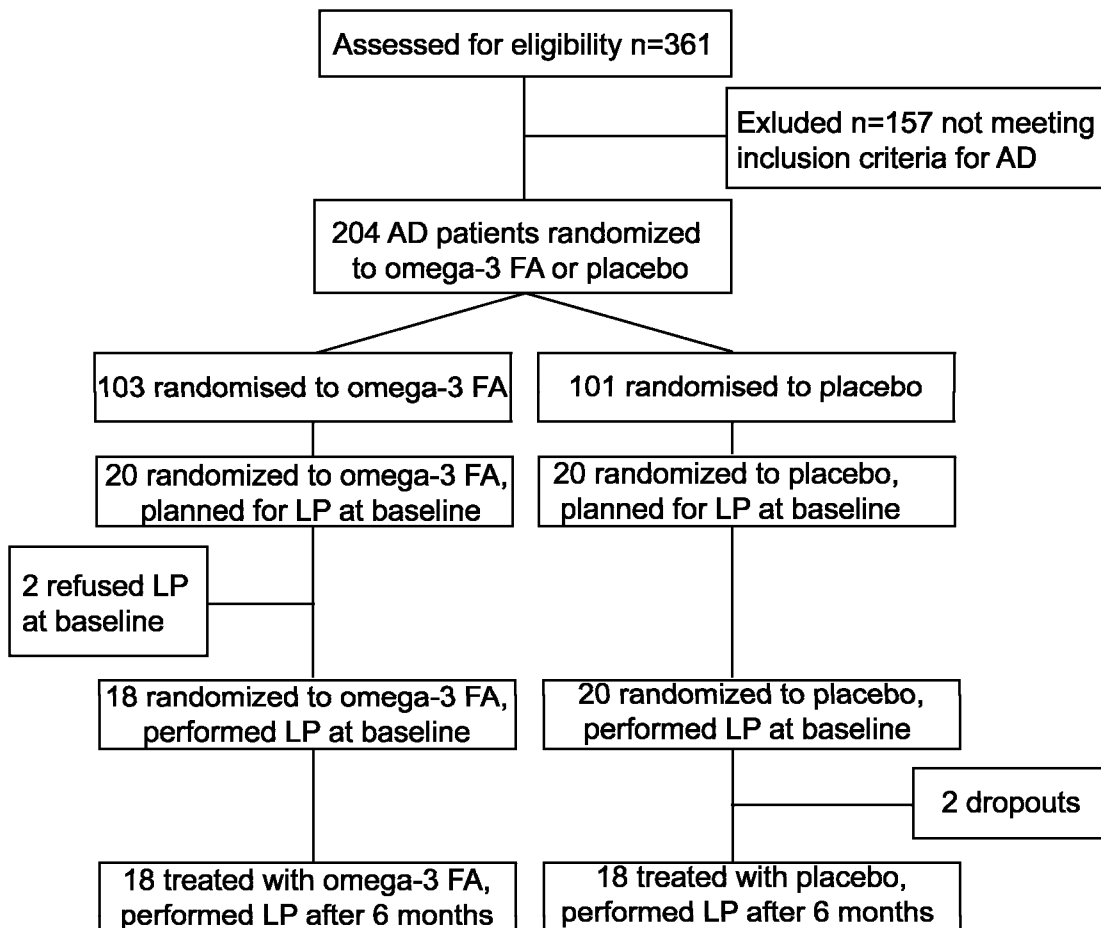 Assessed for eligibility n=361
Exluded n=157 not meeting
inclusion criteria for AD
204 AD patients randomized
to omega-3 FA or placebo
103 randomised to omega-3 FA
101 randomised to placebo
20 randomized to omega-3 FA,
planned for LP at baseline
20 randomized to placebo,
planned for LP at baseline
2 refused LP
at baseline
18 randomized to omega-3 FA,
performed LP at baseline
20 randomized to placebo,
performed LP at baseline
2 dropouts
18 treated with omega-3 FA,
performed LP after 6 months
18 treated with placebo,
performed LP after 6 months